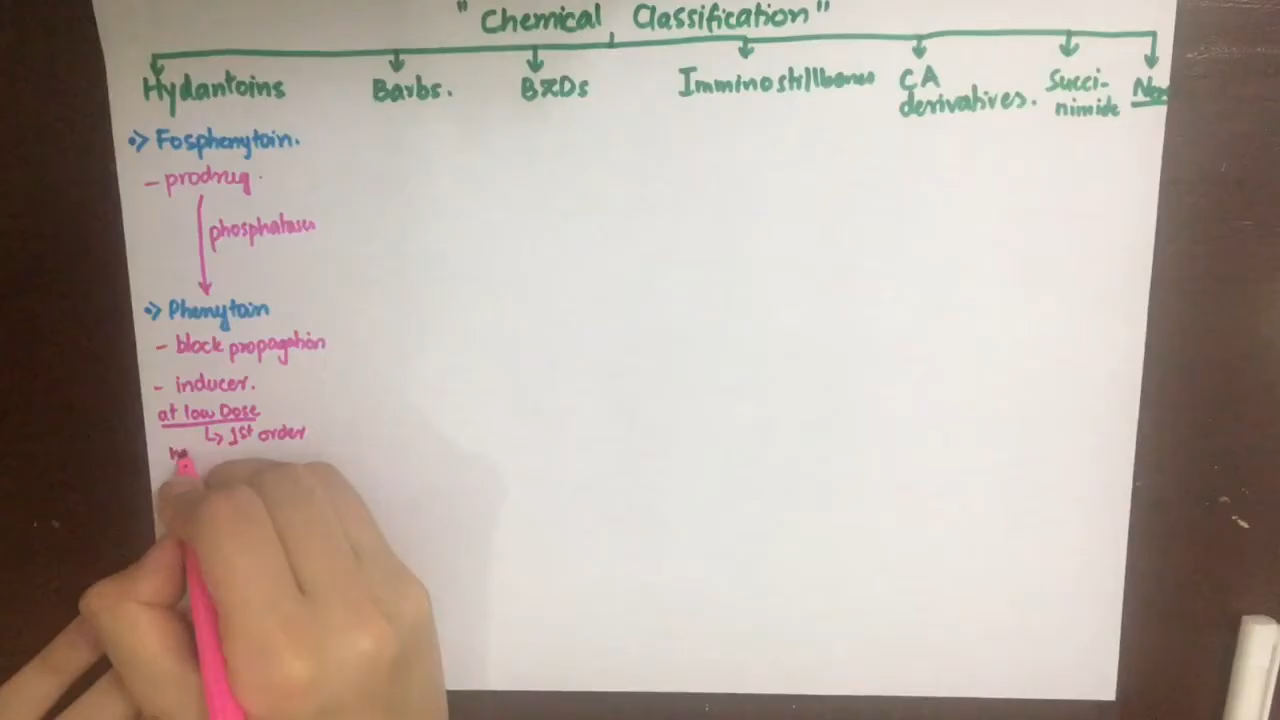 "Chemical Classification"
Hydantoins Barbs. BZDs Imminostillbenes CA derivatives. Succi-nimide
•> Fosphenytoin.
- prodrug.
phosphatases
•> Phenytoin
- block propagation
- inducer.
at low Dose
↳ 1st order